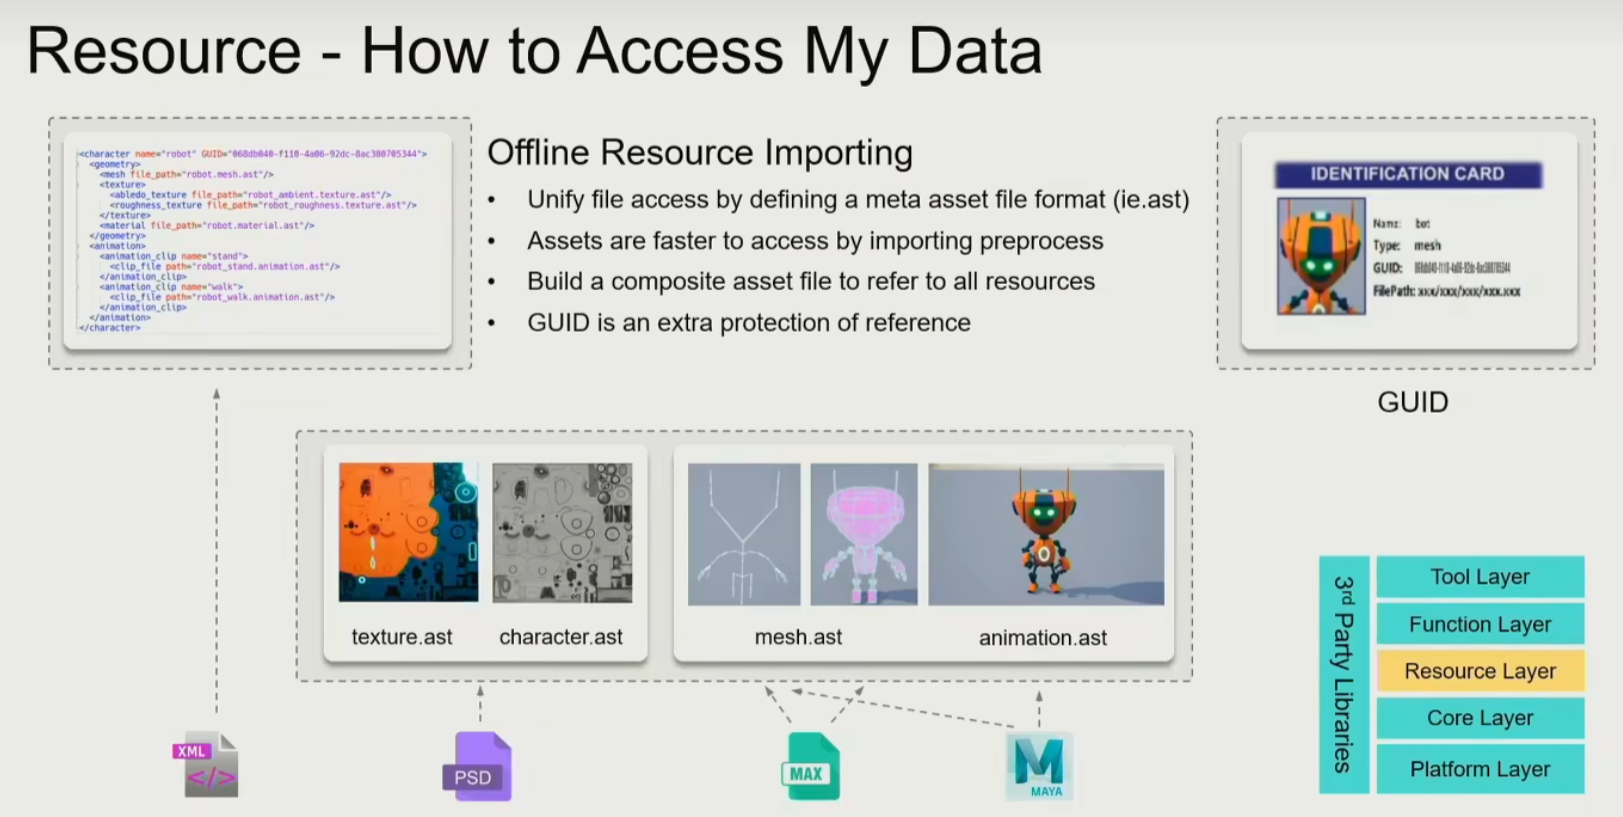 Resource - How to Access My Data
<character name="robot" GUID="068db040-f110-4a06-92dc-8ac380705344">
<geometry>
<mesh file_path="robot.mesh.ast"/>
<texture>
<abledo_texture file_path="robot_ambient.texture.ast"/>
<roughness_texture file_path="robot_roughness.texture.ast"/>
</texture>
<material file_path="robot.material.ast"/>
</geometry>
<animation>
<animation_clip name="stand">
<clip_file path="robot_stand.animation.ast"/>
</animation_clip>
<animation_clip name="walk">
<clip_file path="robot_walk.animation.ast"/>
</animation_clip>
</animation>
</character>
Offline Resource Importing
• Unify file access by defining a meta asset file format (ie.ast)
• Assets are faster to access by importing preprocess
• Build a composite asset file to refer to all resources
• GUID is an extra protection of reference
IDENTIFICATION CARD
Name: bot
Type: mesh
GUID:
FilePath: xxx/xxx/xxx/xxx.xxx
GUID
texture.ast
character.ast
mesh.ast
animation.ast
XML
</>
PSD
MAX
M
MAYA
3rd Party Libraries
Tool Layer
Function Layer
Resource Layer
Core Layer
Platform Layer